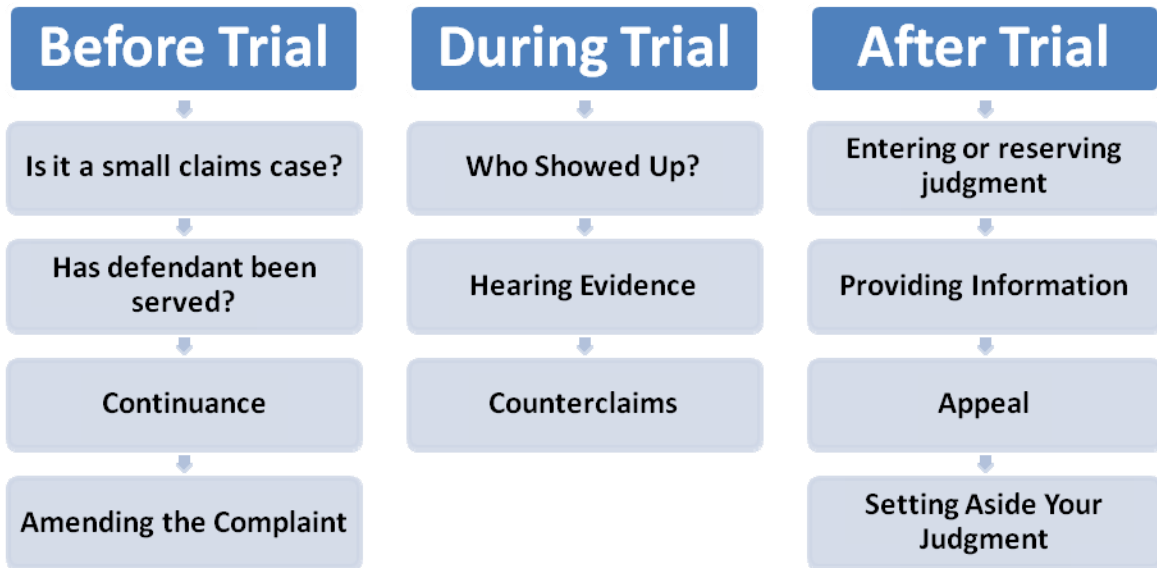 Before Trial
Is it a small claims case?
Has defendant been
served?
Continuance
Amending the Complaint
During Trial
Who Showed Up?
Hearing Evidence
Counterclaims
After Trial
Entering or reserving
judgment
Providing Information
Appeal
Setting Aside Your
Judgment